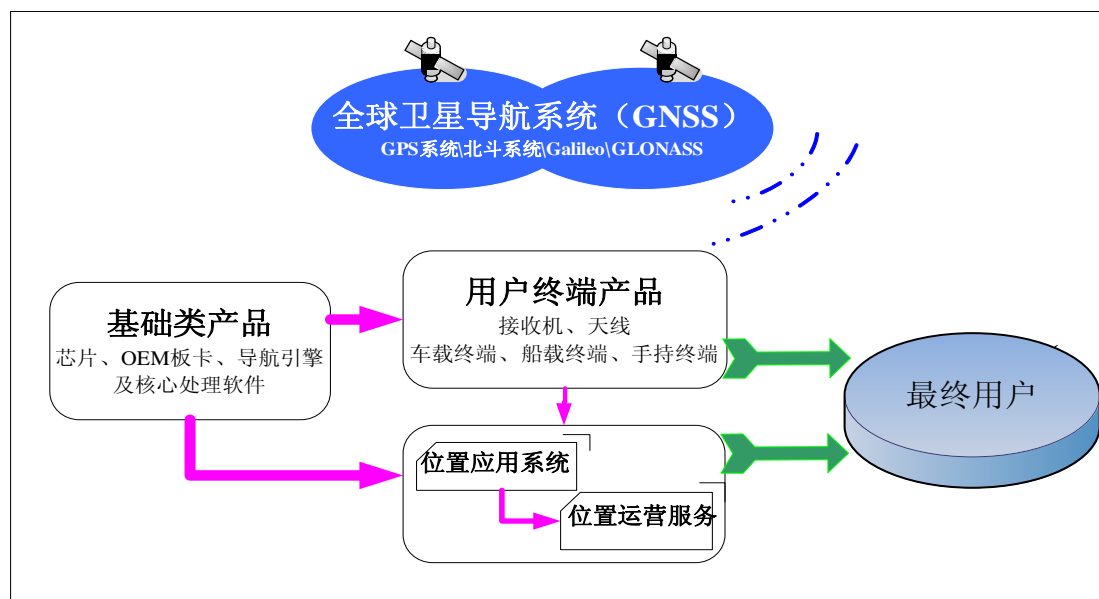 全球卫星导航系统（GNSS）
GPS系统\北斗系统\Galileo\GLONASS
基础类产品
芯片、OEM板卡、导航引擎
及核心处理软件
用户终端产品
接收机、天线
车载终端、船载终端、手持终端
位置应用系统
位置运营服务
最终用户